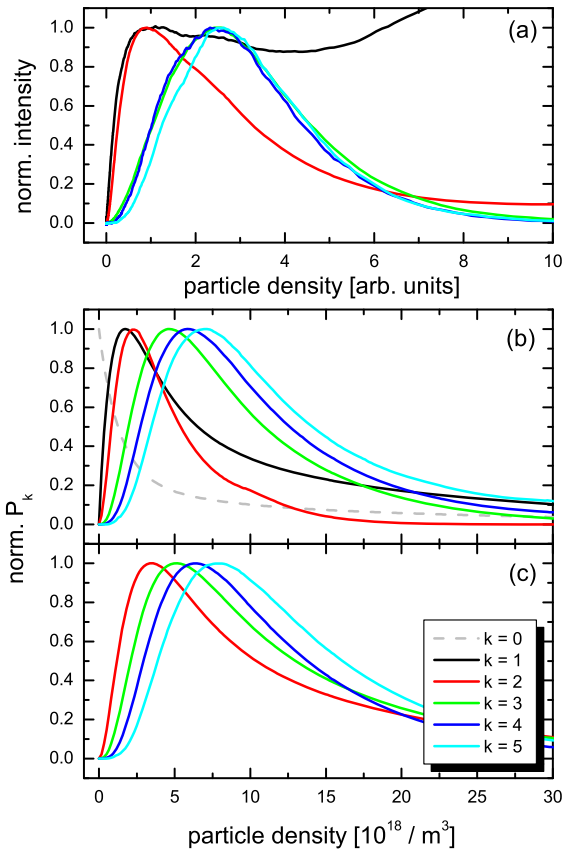 (a)
norm. intensity
1.0
0.8
0.6
0.4
0.2
0.0
0 2 4 6 8 10
particle density [arb. units]
(b)
1.0
0.8
0.6
0.4
0.2
0.0
norm. P_k
(c)
1.0
0.8
0.6
0.4
0.2
0.0
k = 0
k = 1
k = 2
k = 3
k = 4
k = 5
0 5 10 15 20 25 30
particle density [10^18 / m^3]